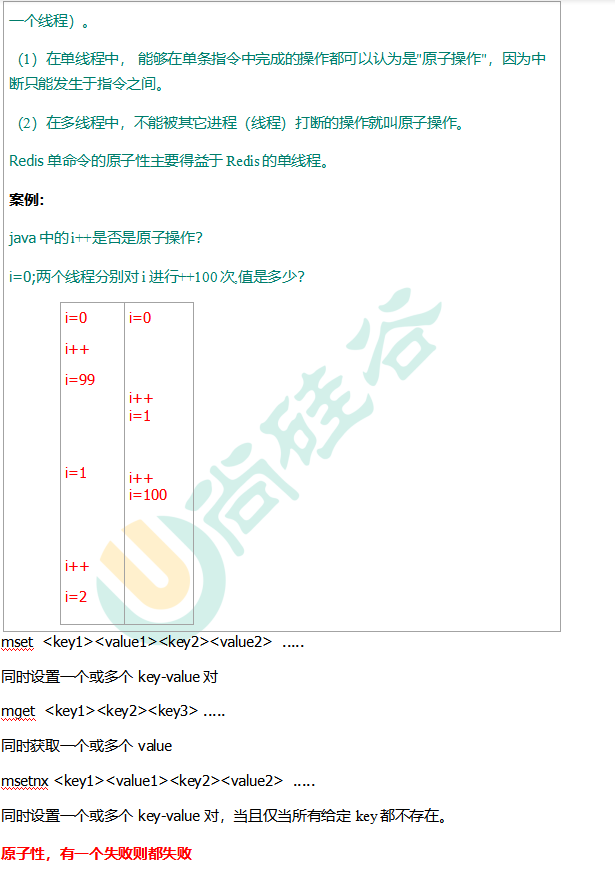 一个线程）。
（1）在单线程中， 能够在单条指令中完成的操作都可以认为是"原子操作"，因为中
断只能发生于指令之间。
（2）在多线程中，不能被其它进程（线程）打断的操作就叫原子操作。
Redis 单命令的原子性主要得益于 Redis 的单线程。
案例：
java 中的 i++是否是原子操作？
i=0;两个线程分别对 i 进行++100 次,值是多少？
i=0
i++
i=99
i=1
i++
i=2
i=0
i++
i=1
i++
i=100
尚硅谷
mset <key1><value1><key2><value2> .....
同时设置一个或多个 key-value 对
mget <key1><key2><key3> .....
同时获取一个或多个 value
msetnx <key1><value1><key2><value2> .....
同时设置一个或多个 key-value 对，当且仅当所有给定 key 都不存在。
原子性，有一个失败则都失败